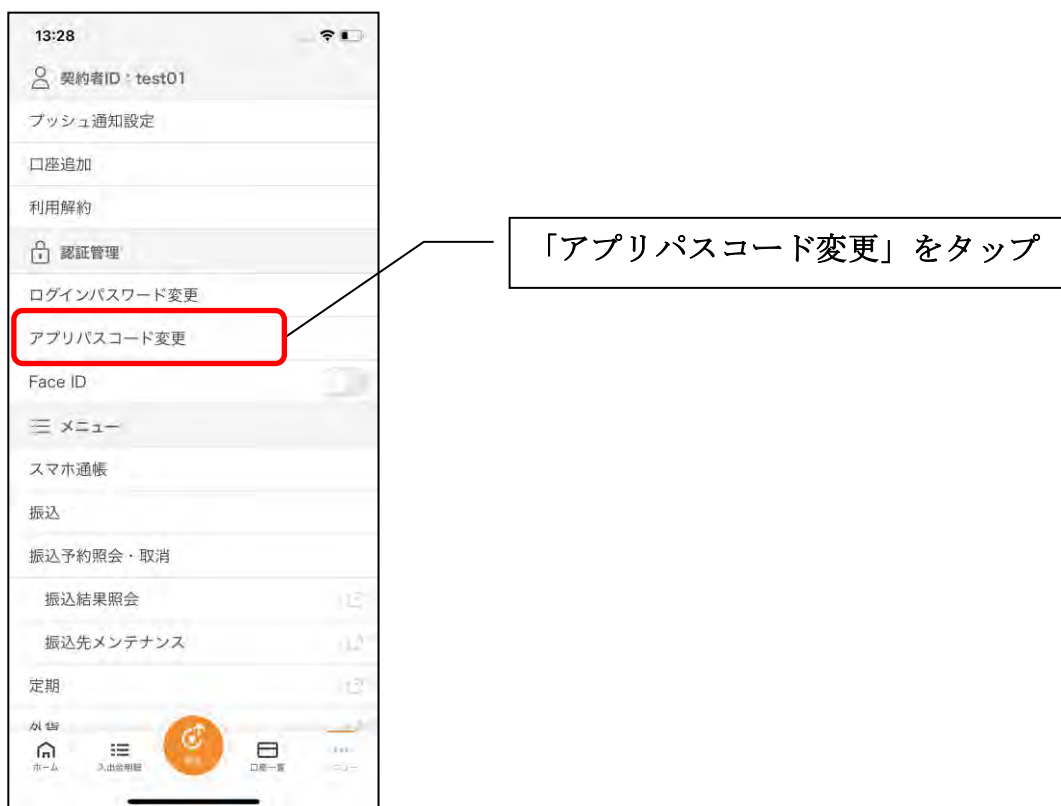 13:28
契約者ID：test01
プッシュ通知設定
口座追加
利用解約
認証管理
ログインパスワード変更
アプリパスコード変更
「アプリパスコード変更」をタップ
Face ID
メニュー
スマホ通帳
振込
振込予約照会・取消
振込結果照会
振込先メンテナンス
定期
外貨
ホーム
入出金明細
口座一覧